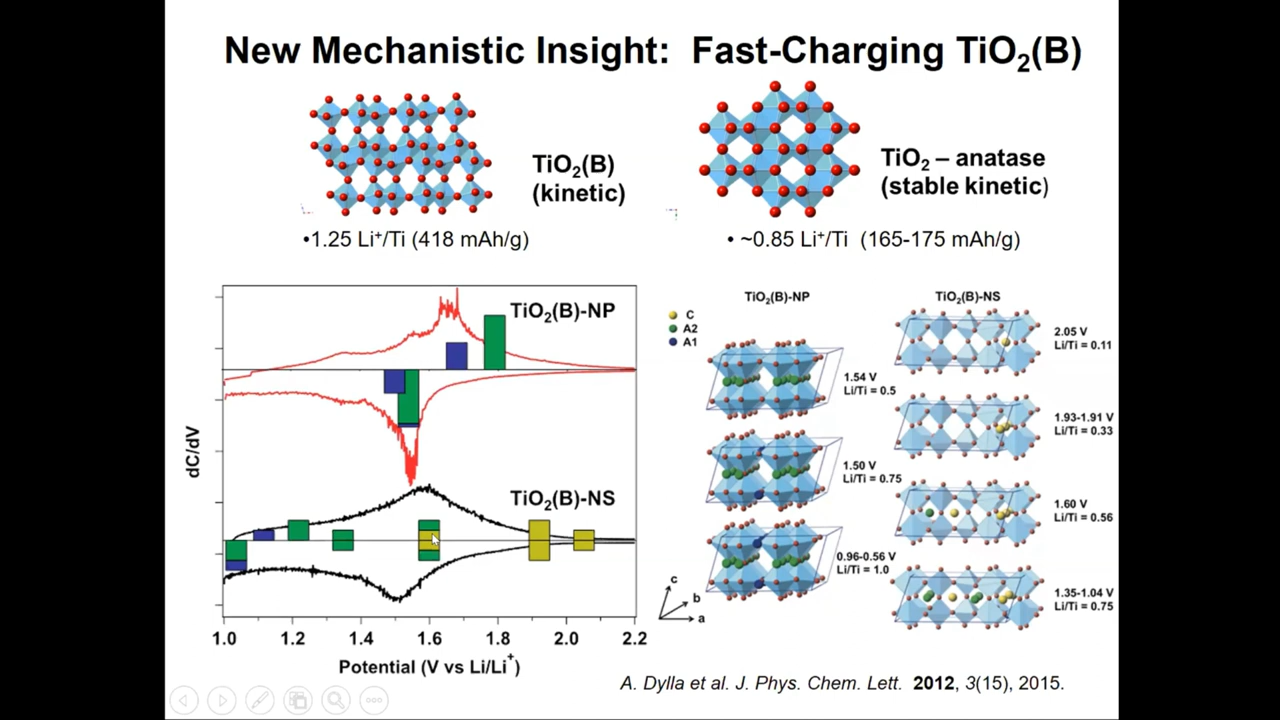 New Mechanistic Insight: Fast-Charging TiO₂(B)
TiO₂(B)
(kinetic)
TiO₂ – anatase
(stable kinetic)
•1.25 Li⁺/Ti (418 mAh/g)
• ~0.85 Li⁺/Ti (165-175 mAh/g)
TiO₂(B)-NP
TiO₂(B)-NS
dC/dV
1.0 1.2 1.4 1.6 1.8 2.0 2.2
Potential (V vs Li/Li⁺)
TiO₂(B)-NP
C
A2
A1
1.54 V
Li/Ti = 0.5
1.50 V
Li/Ti = 0.75
0.96-0.56 V
Li/Ti = 1.0
c
b
a
TiO₂(B)-NS
2.05 V
Li/Ti = 0.11
1.93-1.91 V
Li/Ti = 0.33
1.60 V
Li/Ti = 0.56
1.35-1.04 V
Li/Ti = 0.75
A. Dylla et al. J. Phys. Chem. Lett. 2012, 3(15), 2015.